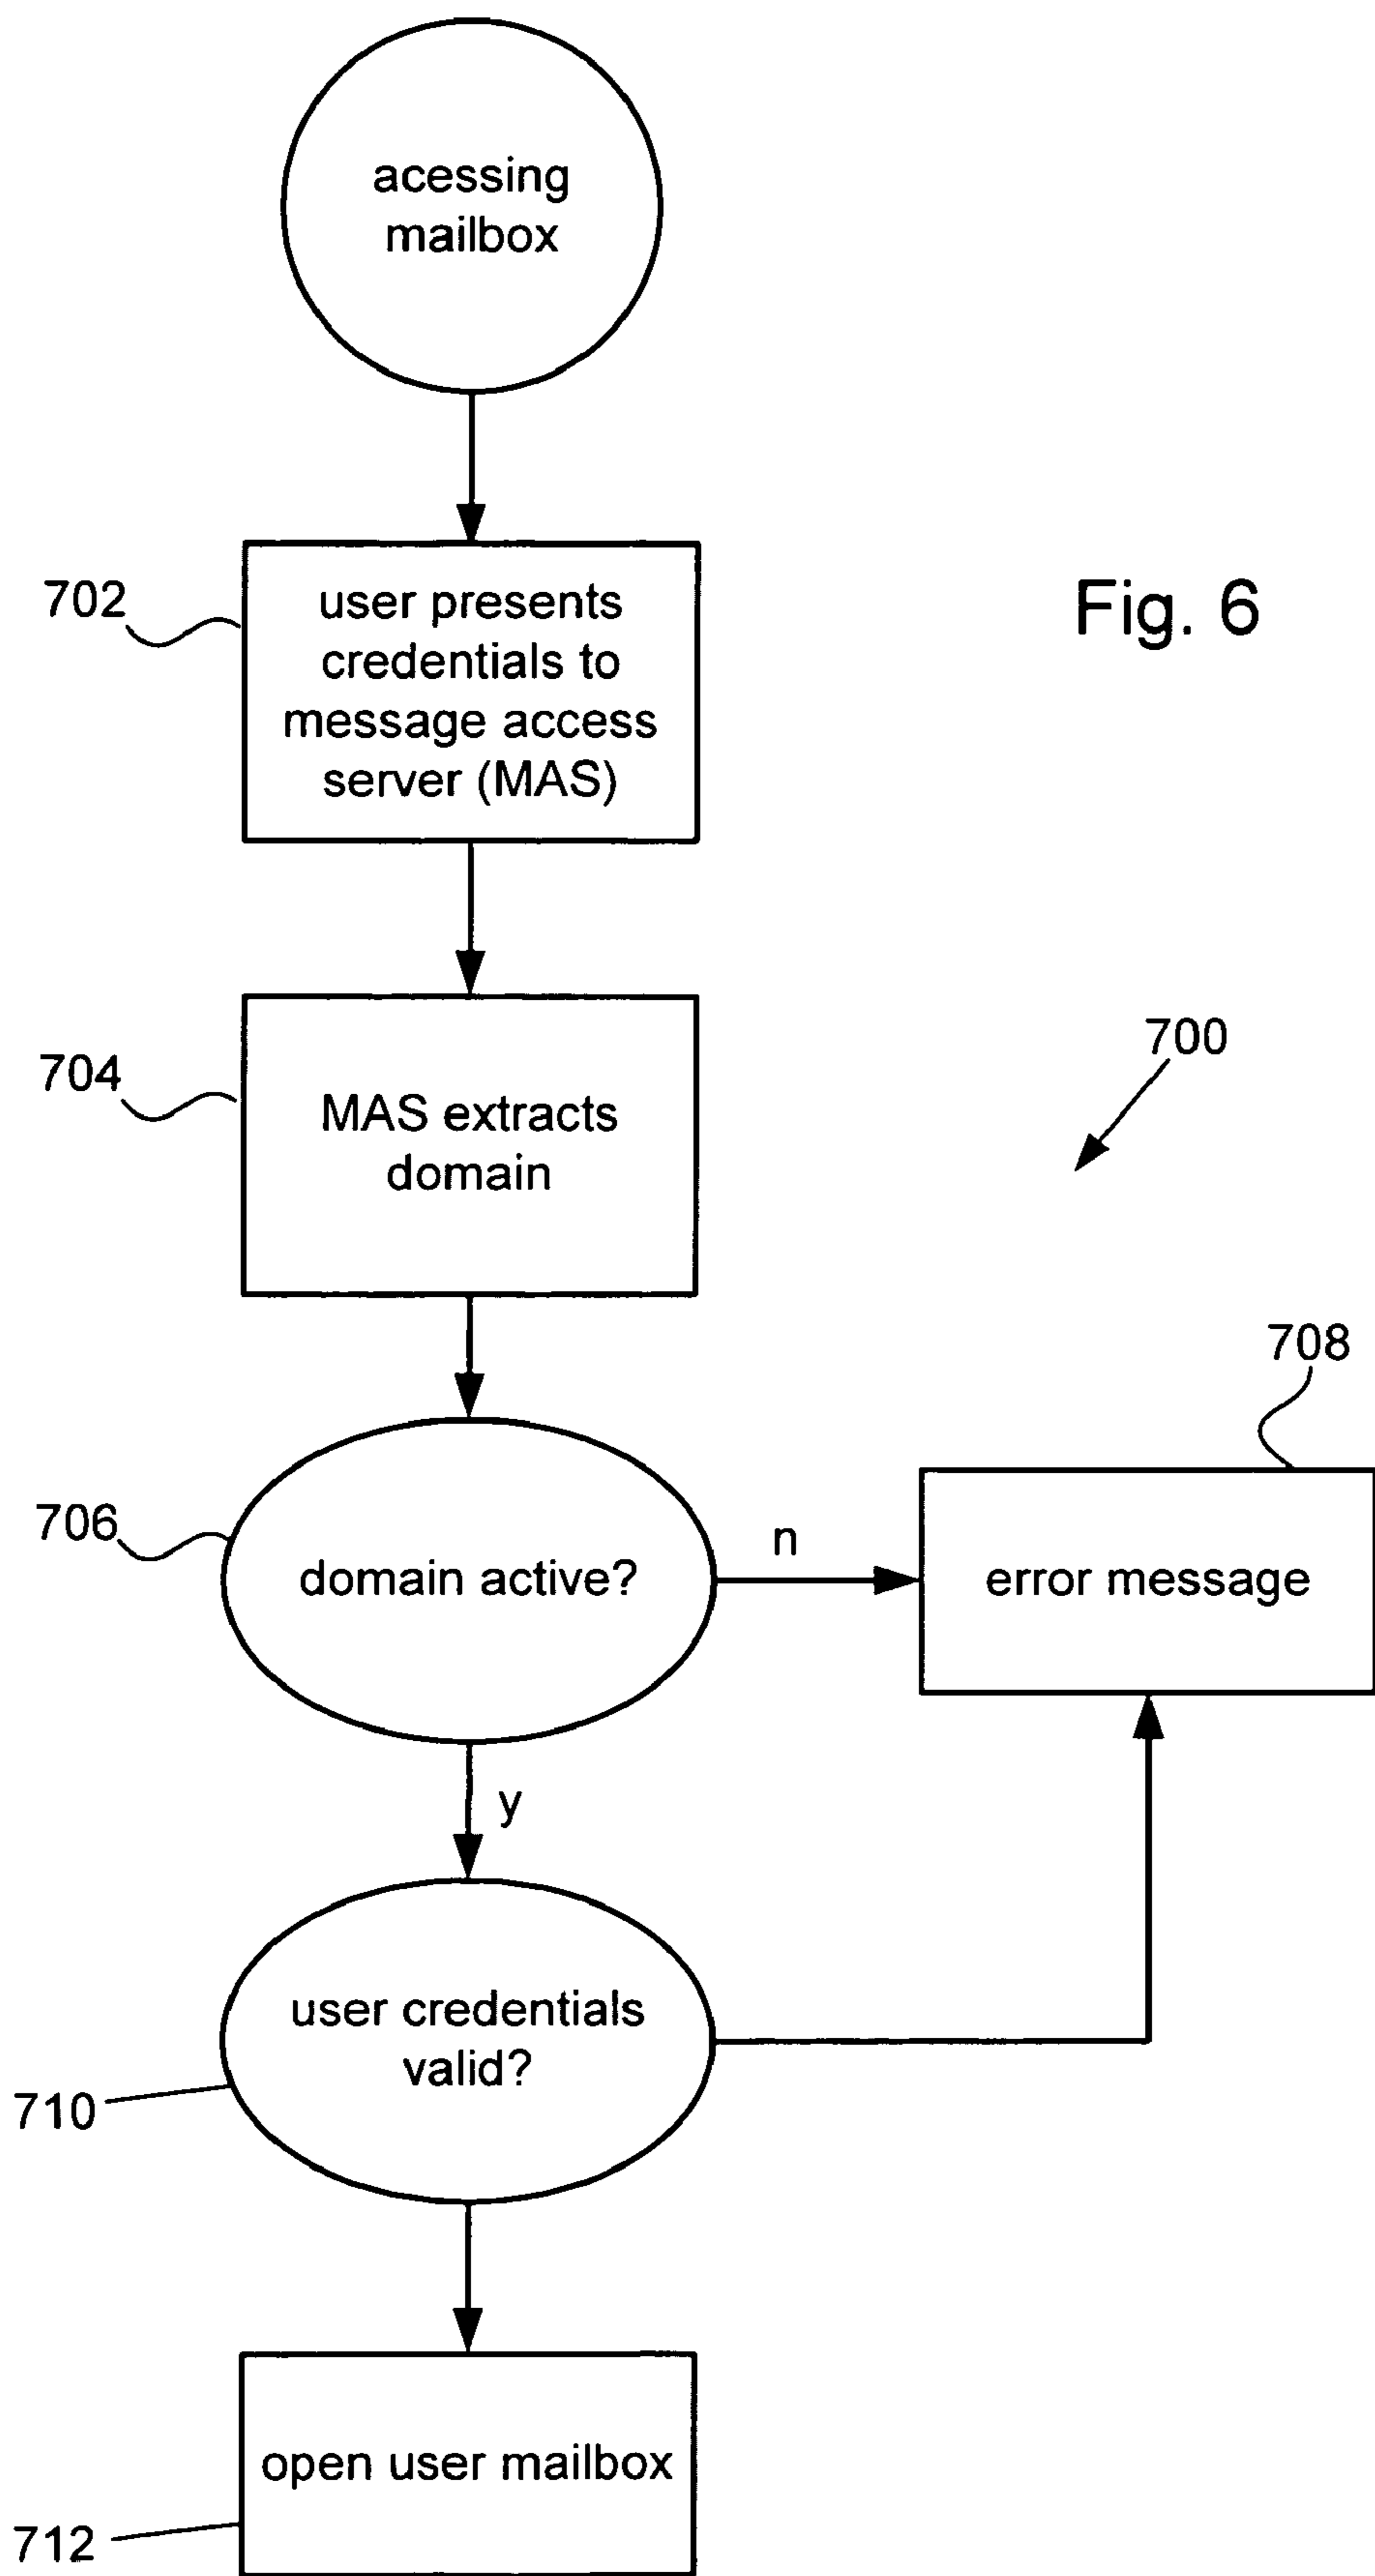 acessing
mailbox
702
user presents
credentials to
message access
server (MAS)
Fig. 6
704
MAS extracts
domain
700
708
706
domain active?
n
error message
y
user credentials
valid?
710
open user mailbox
712